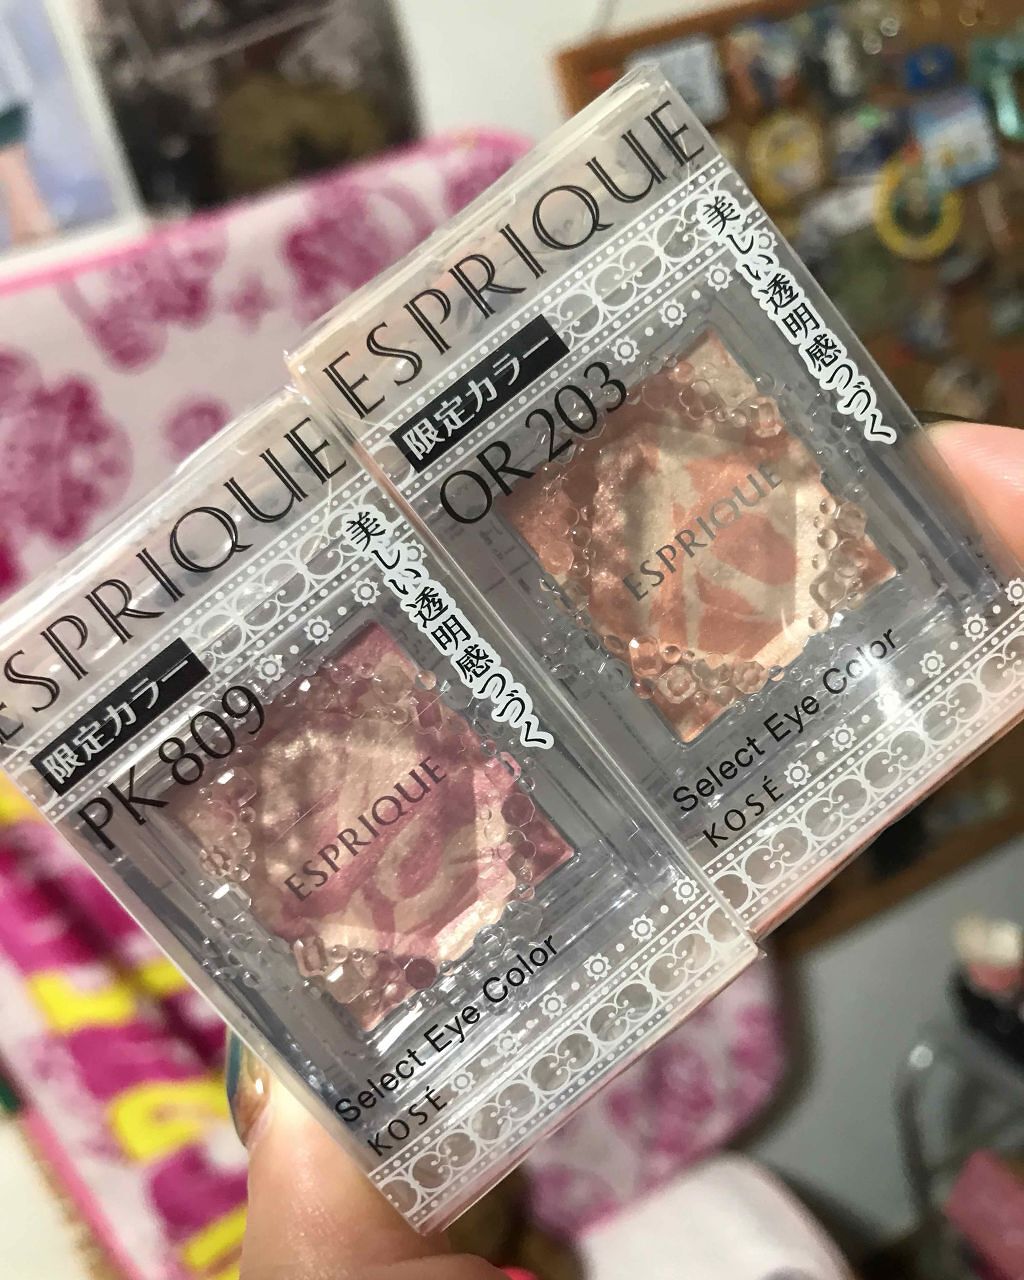 ESPRIQUE
限定カラー
PK 809
美しい透明感つづく
ESPRIQUE
Select Eye Color
KOSÉ
ESPRIQUE
限定カラー
OR 203
美しい透明感つづく
ESPRIQUE
Select Eye Color
KOSÉ